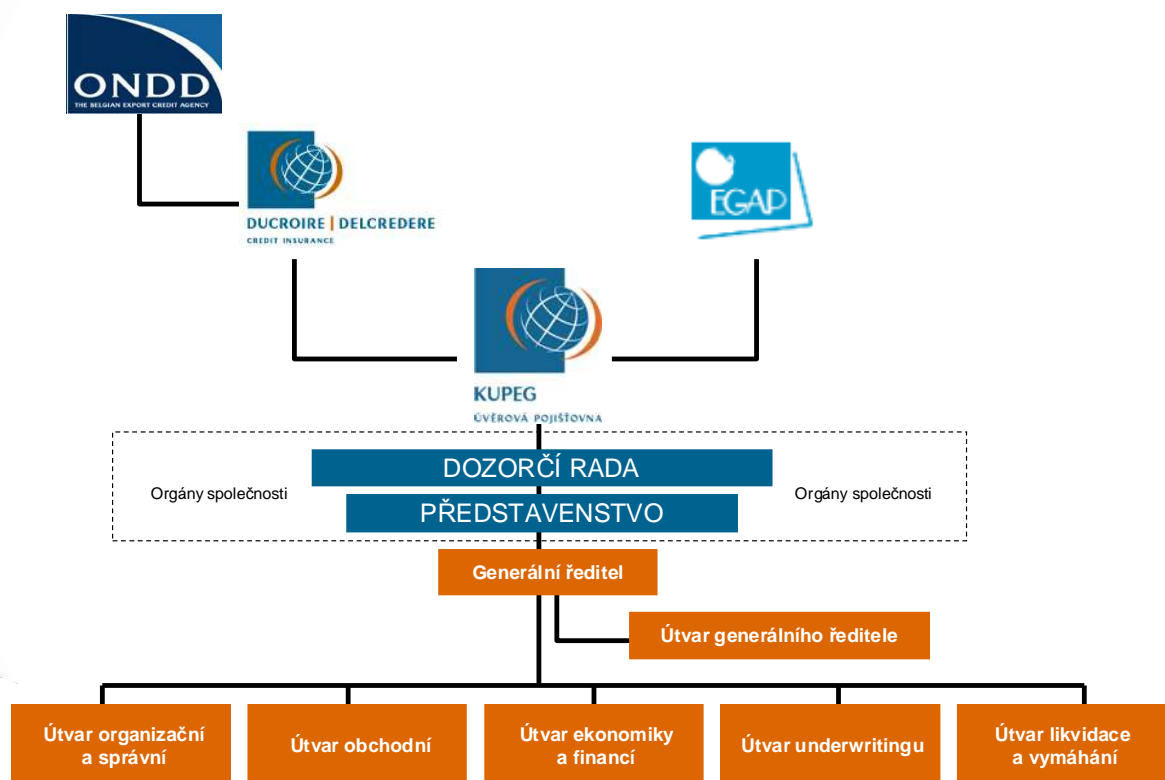 ONDD
THE BELGIAN EXPORT CREDIT AGENCY
DUCROIRE | DELCREDERE
CREDIT INSURANCE
EGAP
KUPEG
ÚVĚROVÁ POJIŠŤOVNA
Orgány společnosti
DOZORČÍ RADA
PŘEDSTAVENSTVO
Orgány společnosti
Generální ředitel
Útvar generálního ředitele
Útvar organizační
a správní
Útvar obchodní
Útvar ekonomiky
a financí
Útvar underwritingu
Útvar likvidace
a vymáhání